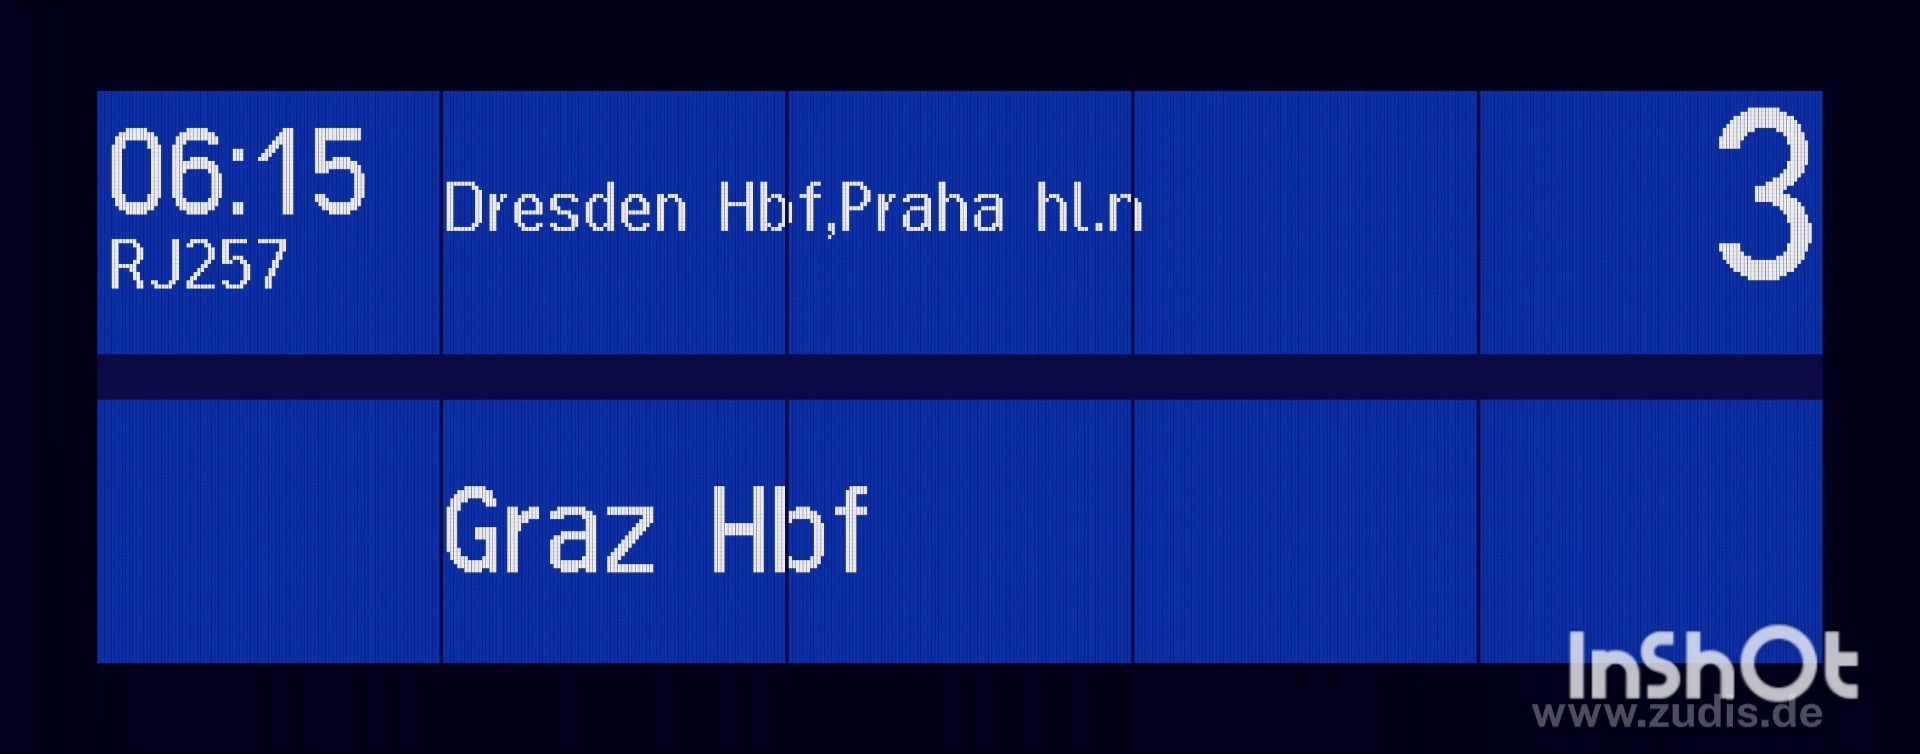 06:15
3
Dresden Hbf,Praha hl.n
RJ257
Graz Hbf
InShOt
www.zudis.de